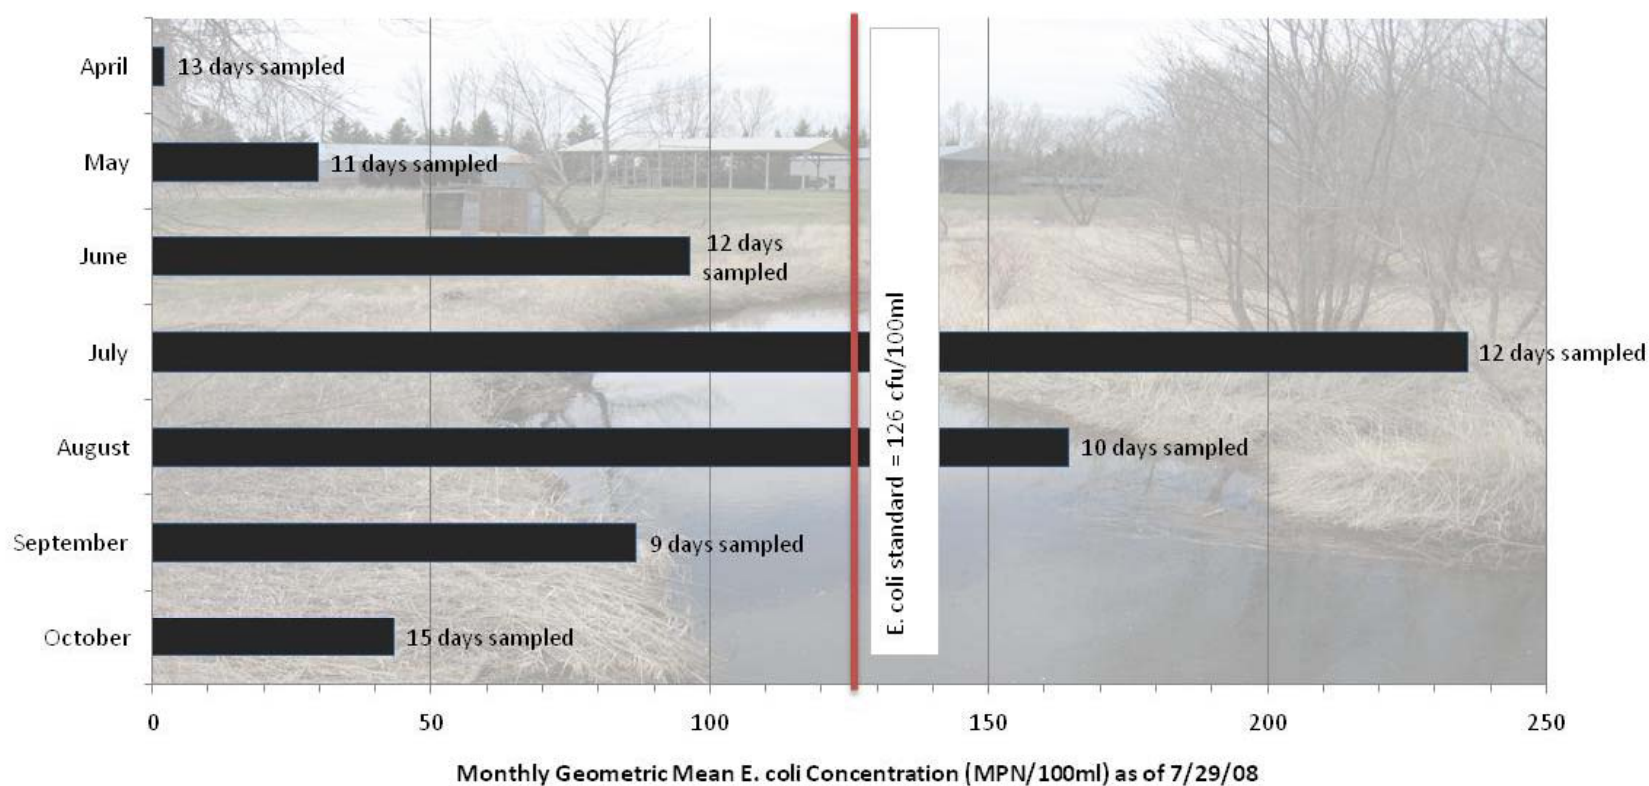 April
13 days sampled
May
11 days sampled
June
12 days
sampled
July
12 days sampled
August
10 days sampled
September
9 days sampled
October
15 days sampled
E. coli standard = 126 cfu/100ml
0 50 100 150 200 250
Monthly Geometric Mean E. coli Concentration (MPN/100ml) as of 7/29/08